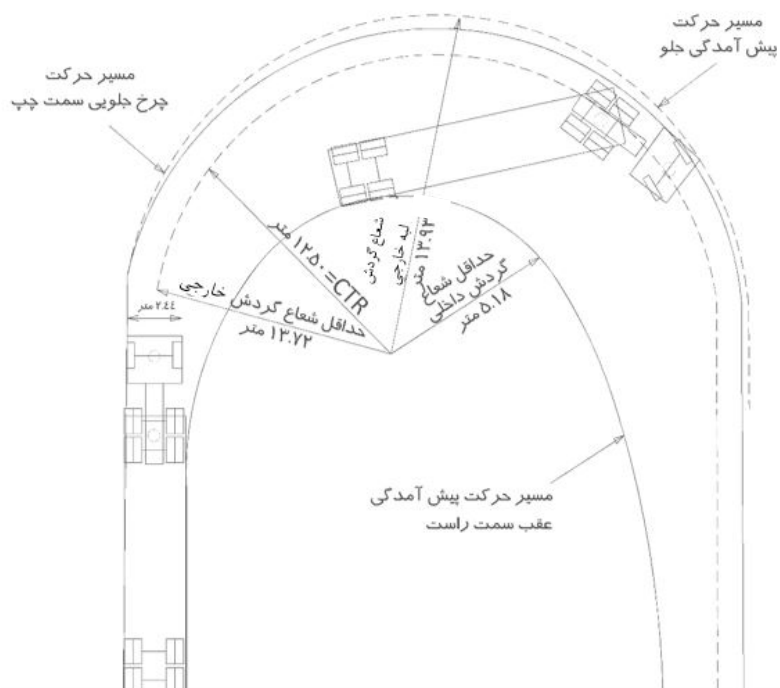 مسیر حرکت
پیش آمدگی جلو
مسیر حرکت
چرخ جلویی سمت چپ
۱۲.۵۰=CTR متر
شعاع گردش
لبه خارجی
۱۳.۹۳ متر
حداقل شعاع
گردش داخلی
۵.۱۸ متر
حداقل شعاع گردش خارجی
۱۳.۷۲ متر
۲.٤٤ متر
مسیر حرکت پیش آمدگی
عقب سمت راست